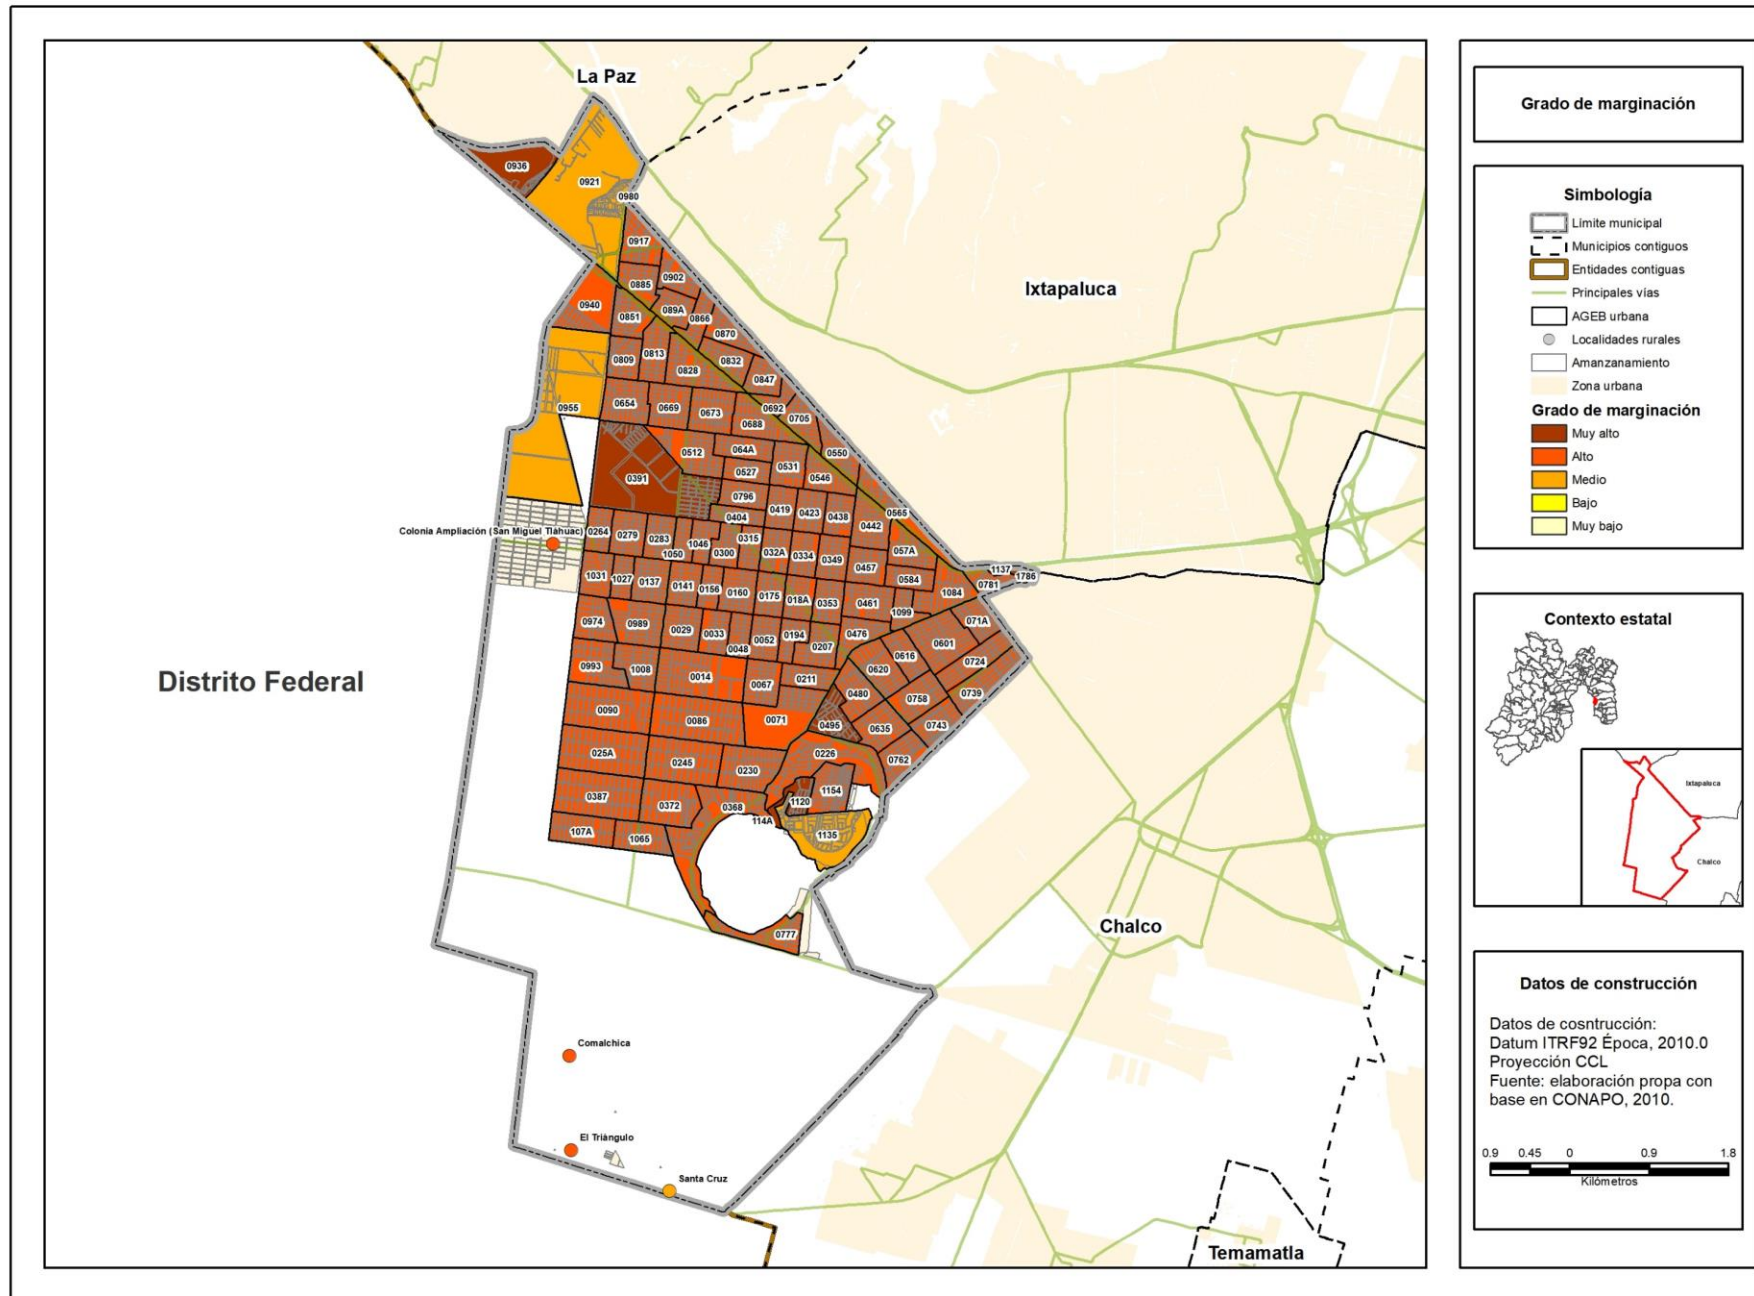 La Paz
0936
0921
0980
0917
0902
0885
0940
089A
0851
0866
0870
0813
0809
0832
0828
0847
0955
0654
0669
0673
0692
0705
0688
0512
064A
0550
0531
0527
0391
0546
0796
0404
0419
0423
0438
0565
0442
Colonia Ampliación (San Miguel Tláhuac)
0264
0279
0283
1046
0315
1050
0300
032A
0334
0349
0457
057A
1137
1786
0781
1031
1027
0137
0141
0156
0160
0175
018A
0353
0461
0584
1084
1099
071A
0974
0989
0029
0033
0048
0052
0194
0207
0476
0601
0616
0620
0724
0993
1008
0014
0067
0211
0480
0758
0739
0090
0086
0071
0495
0635
0743
025A
0245
0230
0226
0762
0387
0372
0368
1120
1154
114A
107A
1065
1135
0777
Ixtapaluca
Distrito Federal
Chalco
Comalchica
El Triángulo
Santa Cruz
Temamatla
Grado de marginación
Simbología
Límite municipal
Municipios contiguos
Entidades contiguas
Principales vías
AGEB urbana
Localidades rurales
Amanzanamiento
Zona urbana
Grado de marginación
Muy alto
Alto
Medio
Bajo
Muy bajo
Contexto estatal
Ixtapaluca
Chalco
Datos de construcción
Datos de cosntrucción:
Datum ITRF92 Época, 2010.0
Proyección CCL
Fuente: elaboración propa con
base en CONAPO, 2010.
0.9 0.45 0 0.9 1.8
Kilómetros